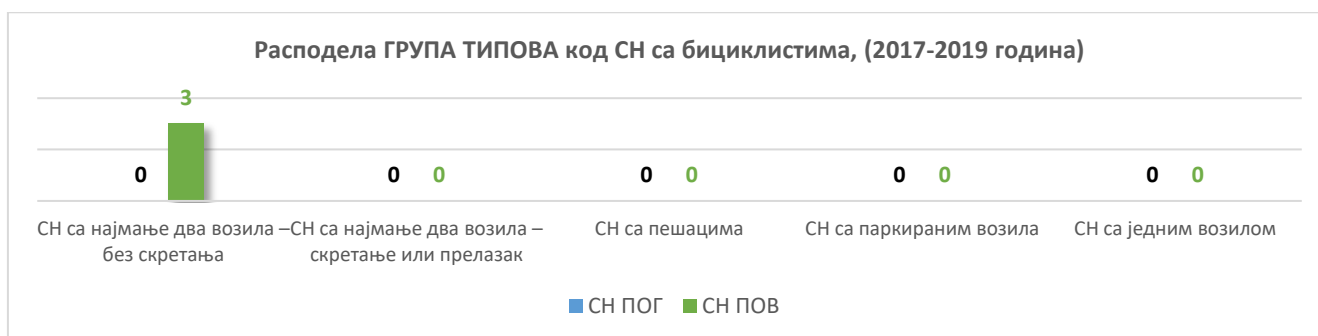 Расподела ГРУПА ТИПОВА код СН са бициклистима, (2017-2019 година)
3
0
0 0
0 0
0 0
0 0
СН са најмање два возила –
без скретања
СН са најмање два возила –
скретање или прелазак
СН са пешацима
СН са паркираним возила
СН са једним возилом
СН ПОГ СН ПОВ